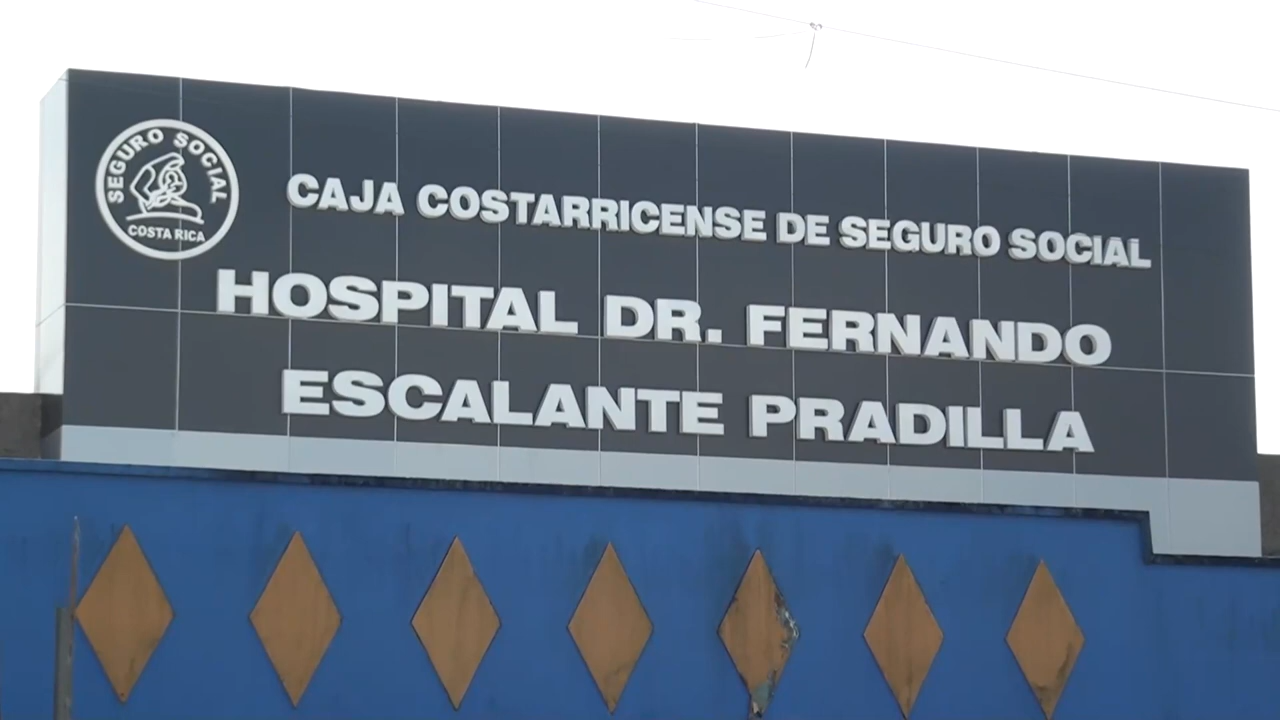 SEGURO SOCIAL
COSTA RICA
CAJA COSTARRICENSE DE SEGURO SOCIAL
HOSPITAL DR. FERNANDO
ESCALANTE PRADILLA